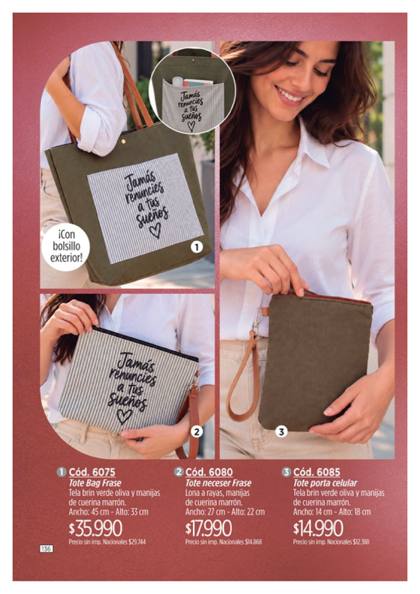 Jamás
renuncies
a tus
sueños
Jamás
renuncies
a tus
sueños
¡Con
bolsillo
exterior!
1
Jamás
renuncies
a tus
sueños
2
3
1 Cód. 6075
Tote Bag Frase
Tela brin verde oliva y manijas
de cuerina marrón.
Ancho: 45 cm - Alto: 33 cm
$35.990
Precio sin imp. Nacionales $29.744
2 Cód. 6080
Tote neceser Frase
Lona a rayas, manijas
de cuerina marrón.
Ancho: 27 cm - Alto: 22 cm
$17.990
Precio sin imp. Nacionales $14.868
3 Cód. 6085
Tote porta celular
Tela brin verde oliva y manijas
de cuerina marrón.
Ancho: 14 cm - Alto: 18 cm
$14.990
Precio sin imp. Nacionales $12.388
136